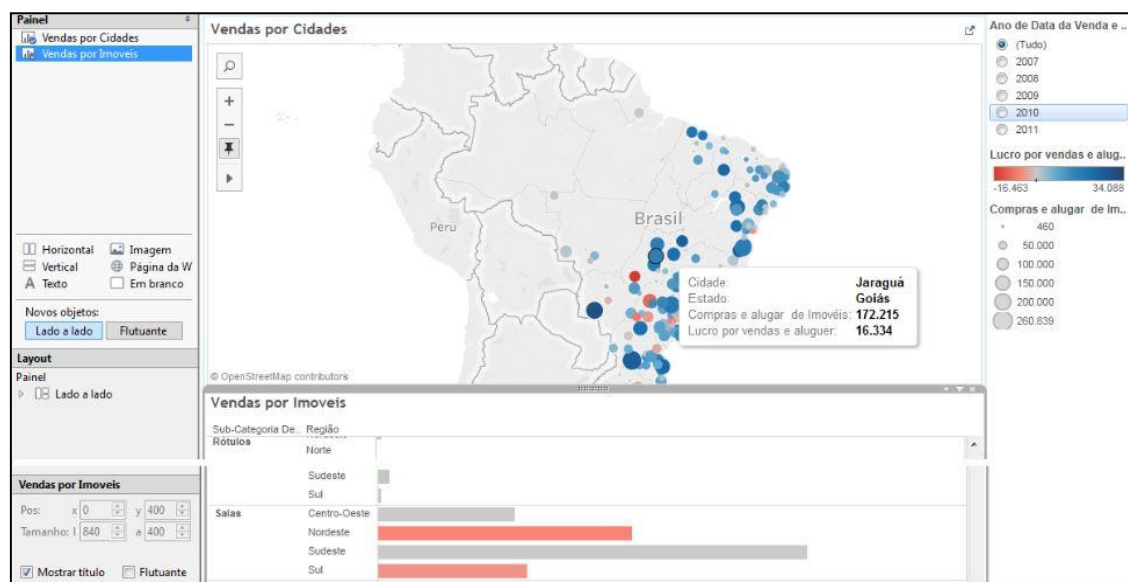 Painel
Vendas por Cidades
Vendas por Imoveis
Horizontal
Imagem
Vertical
Página da W
Texto
Em branco
Novos objetos:
Lado a lado
Flutuante
Layout
Painel
Lado a lado
Vendas por Imoveis
Pos: x 0 y 400
Tamanho: l 840 a 400
Mostrar título
Flutuante
Vendas por Cidades
Peru
Brasil
Cidade: Jaraguá
Estado: Goiás
Compras e alugar de Imovéis: 172.215
Lucro por vendas e aluguer: 16.334
© OpenStreetMap contributors
Vendas por Imoveis
Sub-Categoria De.. Região
Rótulos
Norte
Sudeste
Sul
Salas
Centro-Oeste
Nordeste
Sudeste
Sul
Ano de Data da Venda e ..
(Tudo)
2007
2008
2009
2010
2011
Lucro por vendas e alug..
-16.463 34.088
Compras e alugar de Im..
460
50.000
100.000
150.000
200.000
260.839